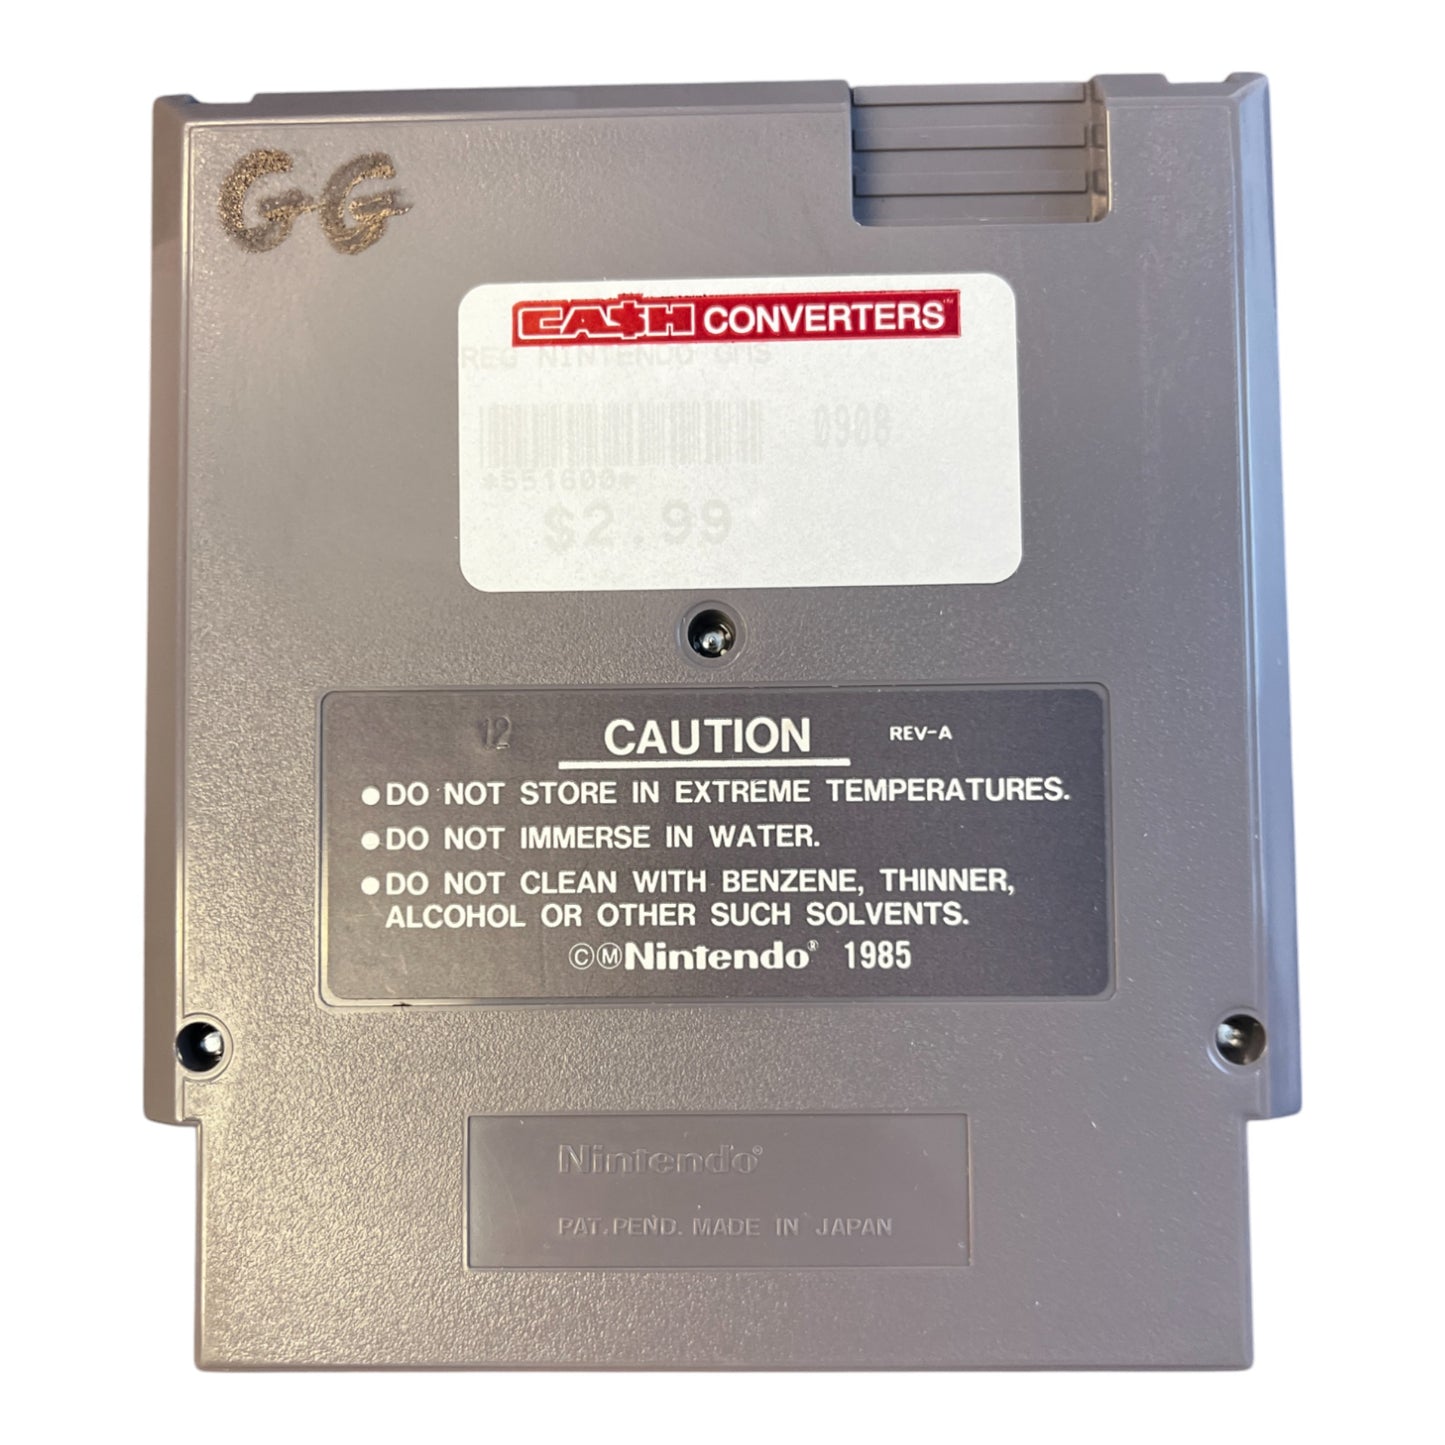 GG
CA$H CONVERTERS™
REG NINTENDO GMS
0908
*551600*
$2.99
12 CAUTION REV-A
●DO NOT STORE IN EXTREME TEMPERATURES.
●DO NOT IMMERSE IN WATER.
●DO NOT CLEAN WITH BENZENE, THINNER,
ALCOHOL OR OTHER SUCH SOLVENTS.
ⒸⓂNintendo® 1985
Nintendo®
PAT. PEND. MADE IN JAPAN